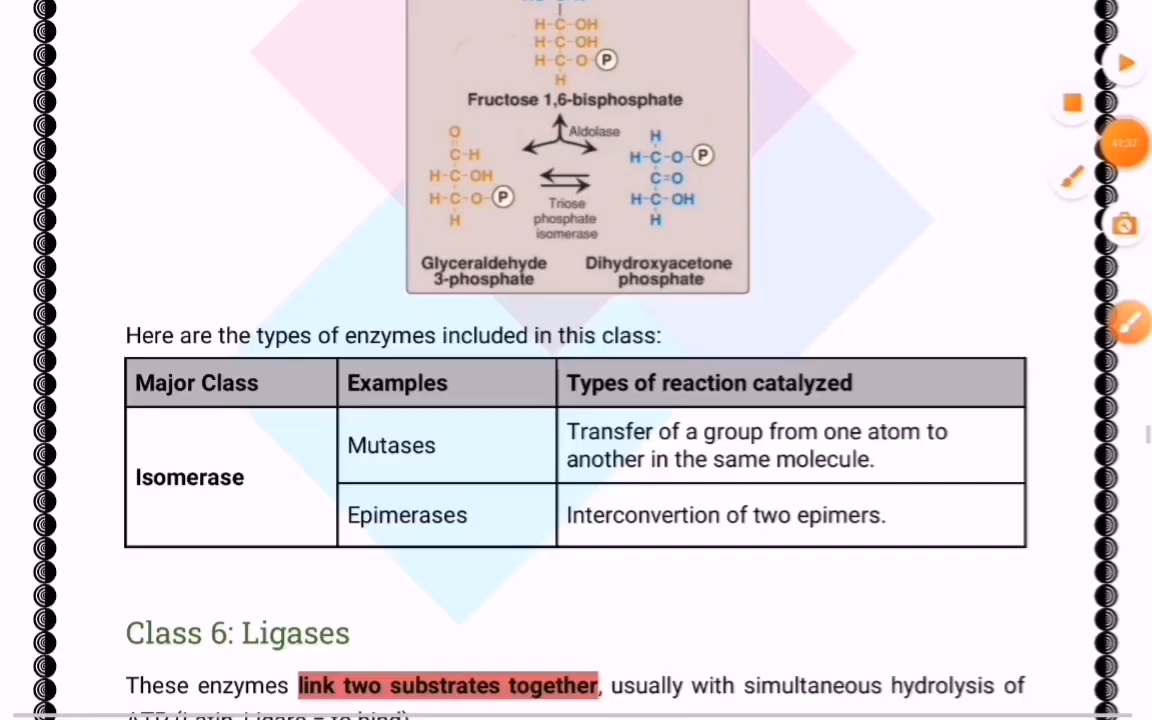 H-C-OH
H-C-OH
H-C-O-P
H
Fructose 1,6-bisphosphate
Aldolase
O
C-H
H-C-OH
H-C-O-P
H
Triose
phosphate
isomerase
H
H-C-O-P
C=O
H-C-OH
H
Glyceraldehyde
3-phosphate
Dihydroxyacetone
phosphate
41:37
Here are the types of enzymes included in this class:
Major Class Examples Types of reaction catalyzed
Isomerase
Mutases
Transfer of a group from one atom to
another in the same molecule.
Epimerases
Interconvertion of two epimers.
Class 6: Ligases
These enzymes link two substrates together, usually with simultaneous hydrolysis of